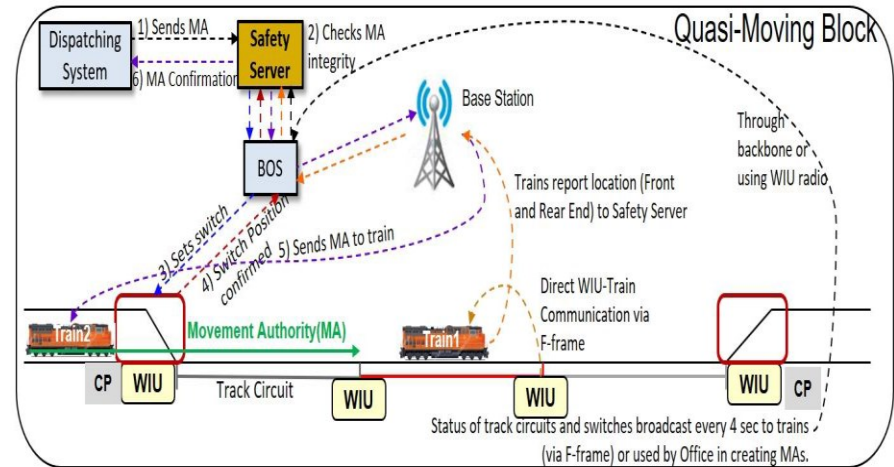 Quasi-Moving Block
Dispatching
System
1) Sends MA
6) MA Confirmation
Safety
Server
2) Checks MA
integrity
Base Station
BOS
Through
backbone or
using WIU radio
Trains report location (Front
and Rear End) to Safety Server
3) Sets switch
4) Switch Position
confirmed
5) Sends MA to train
Direct WIU-Train
Communication via
F-frame
Train2
Movement Authority(MA)
Train1
CP
WIU
Track Circuit
WIU
WIU
WIU
CP
Status of track circuits and switches broadcast every 4 sec to trains
(via F-frame) or used by Office in creating MAs.